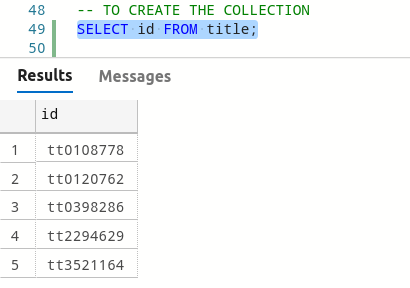 48 -- TO CREATE THE COLLECTION
49 SELECT id FROM title;
50
Results Messages
id
1 tt0108778
2 tt0120762
3 tt0398286
4 tt2294629
5 tt3521164